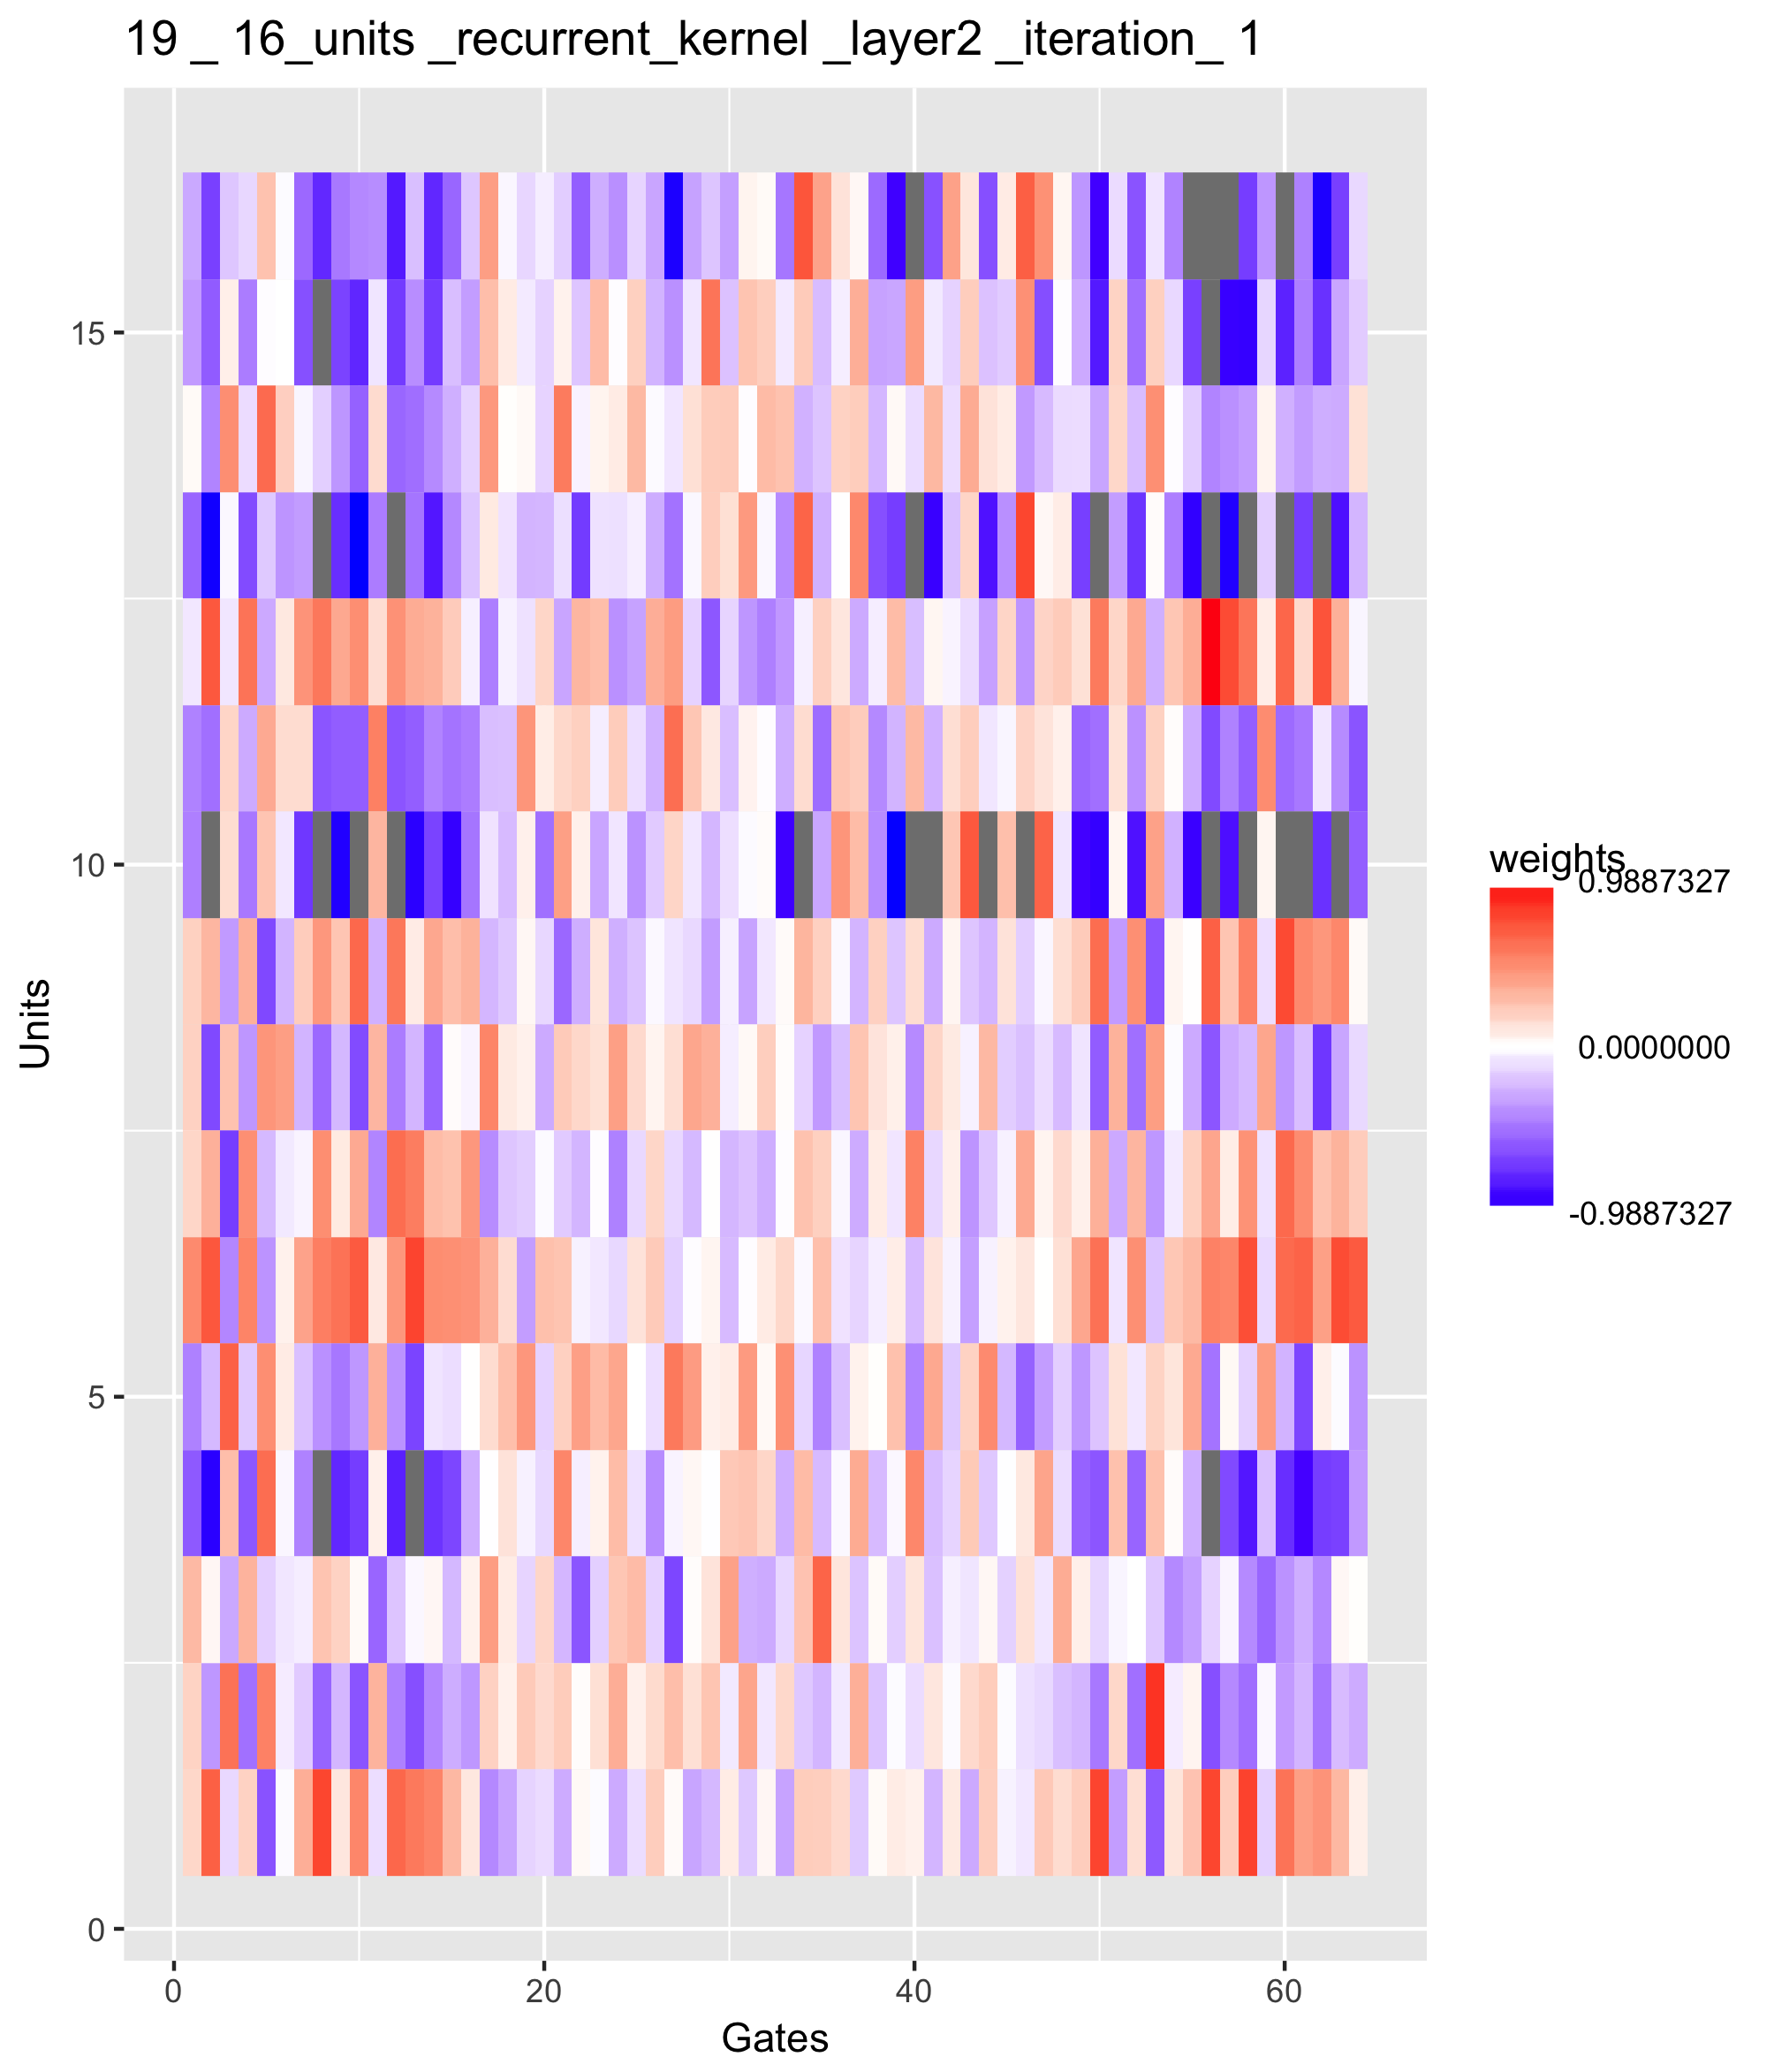 19 _ 16_units _recurrent_kernel _layer2 _iteration_ 1
15
10
5
0
0 20 40 60
Gates
Units
weights
0.9887327
0.0000000
-0.9887327